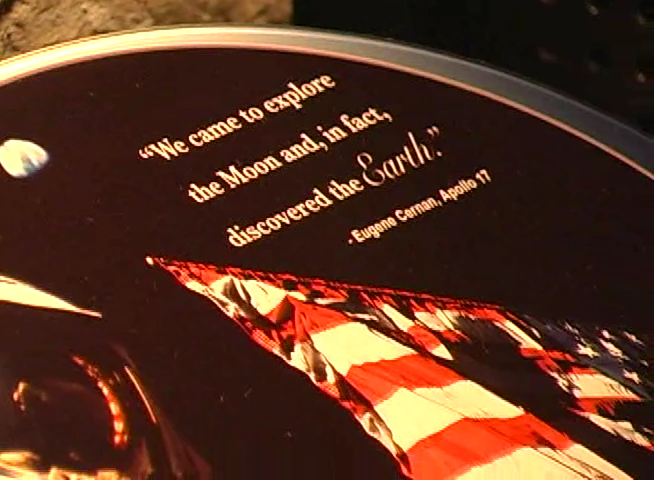 “We came to explore
the Moon and, in fact,
discovered the Earth.”
- Eugene Cernan, Apollo 17